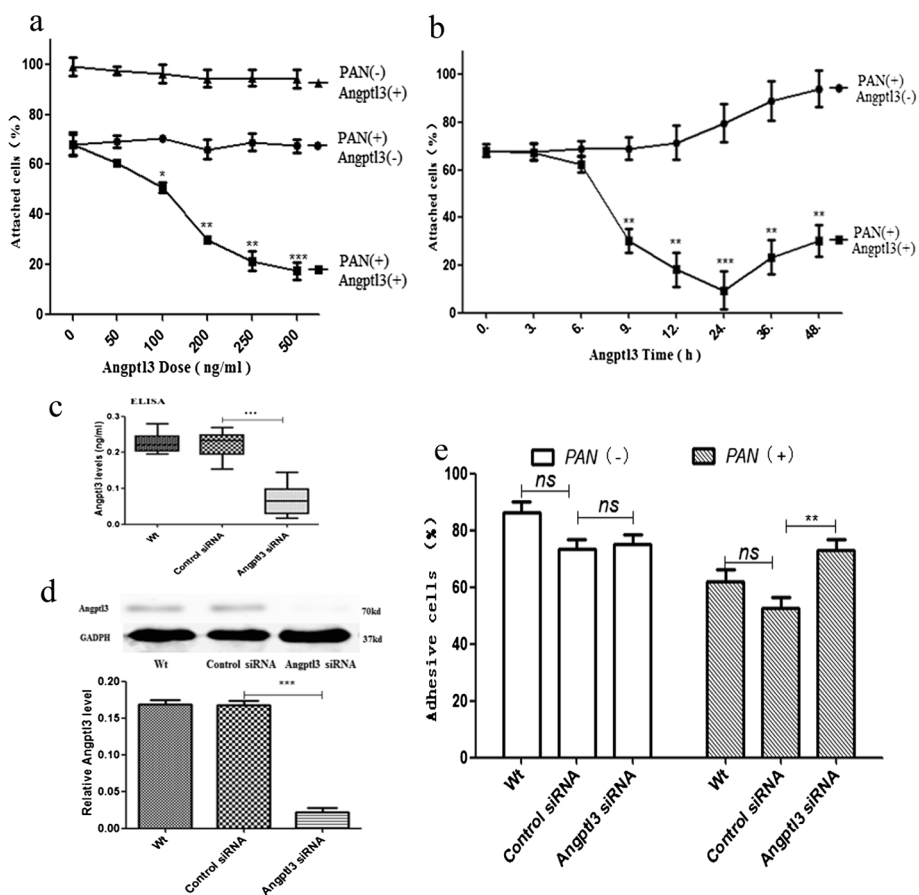 a
Attached cells (%)
100
80
60
40
20
0
PAN(-)
Angptl3(+)
PAN(+)
Angptl3(-)
*
**
**
***
PAN(+)
Angptl3(+)
0
50
100
200
250
500
Angptl3 Dose ( ng/ml )
b
Attached cells (%)
100
80
60
40
20
0
PAN(+)
Angptl3(-)
**
**
***
**
**
PAN(+)
Angptl3(+)
0.
3.
6.
9.
12.
24.
36.
48.
Angptl3 Time ( h )
c
ELISA
Angptl3 levels (ng/ml)
0.3
0.2
0.1
0.0
***
Wt
Control siRNA
Angptl3 siRNA
d
Angptl3
70kd
GADPH
37kd
Wt
Control siRNA
Angptl3 siRNA
Relative Angptl3 level
0.20
0.15
0.10
0.05
0.00
***
Wt
Control siRNA
Angptl3 siRNA
e
PAN (-)
PAN (+)
Adhesive cells (%)
100
80
60
40
20
0
ns
ns
ns
**
Wt
Control siRNA
Angptl3 siRNA
Wt
Control siRNA
Angptl3 siRNA